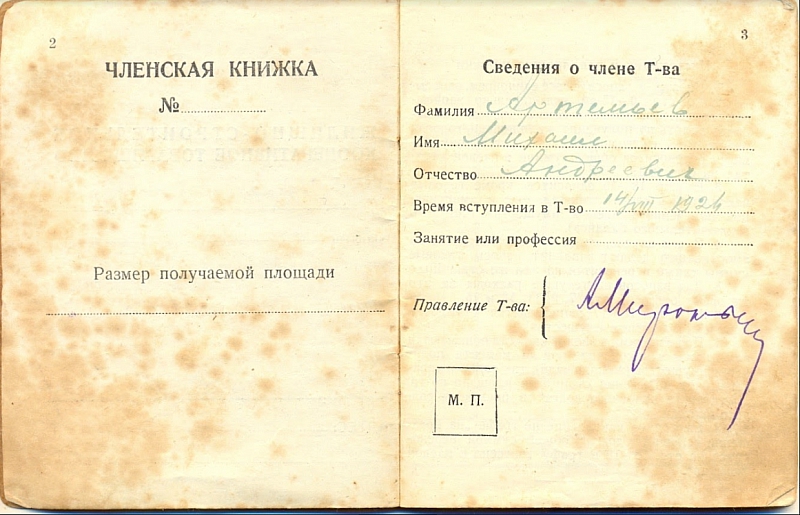 2
ЧЛЕНСКАЯ КНИЖКА
№
Размер получаемой площади
3
Сведения о члене Т-ва
Фамилия Артемьев
Имя Михаил
Отчество Андреевич
Время вступления в Т-во 14/VIII 1924
Занятие или профессия
Правление Т-ва:
М. П.